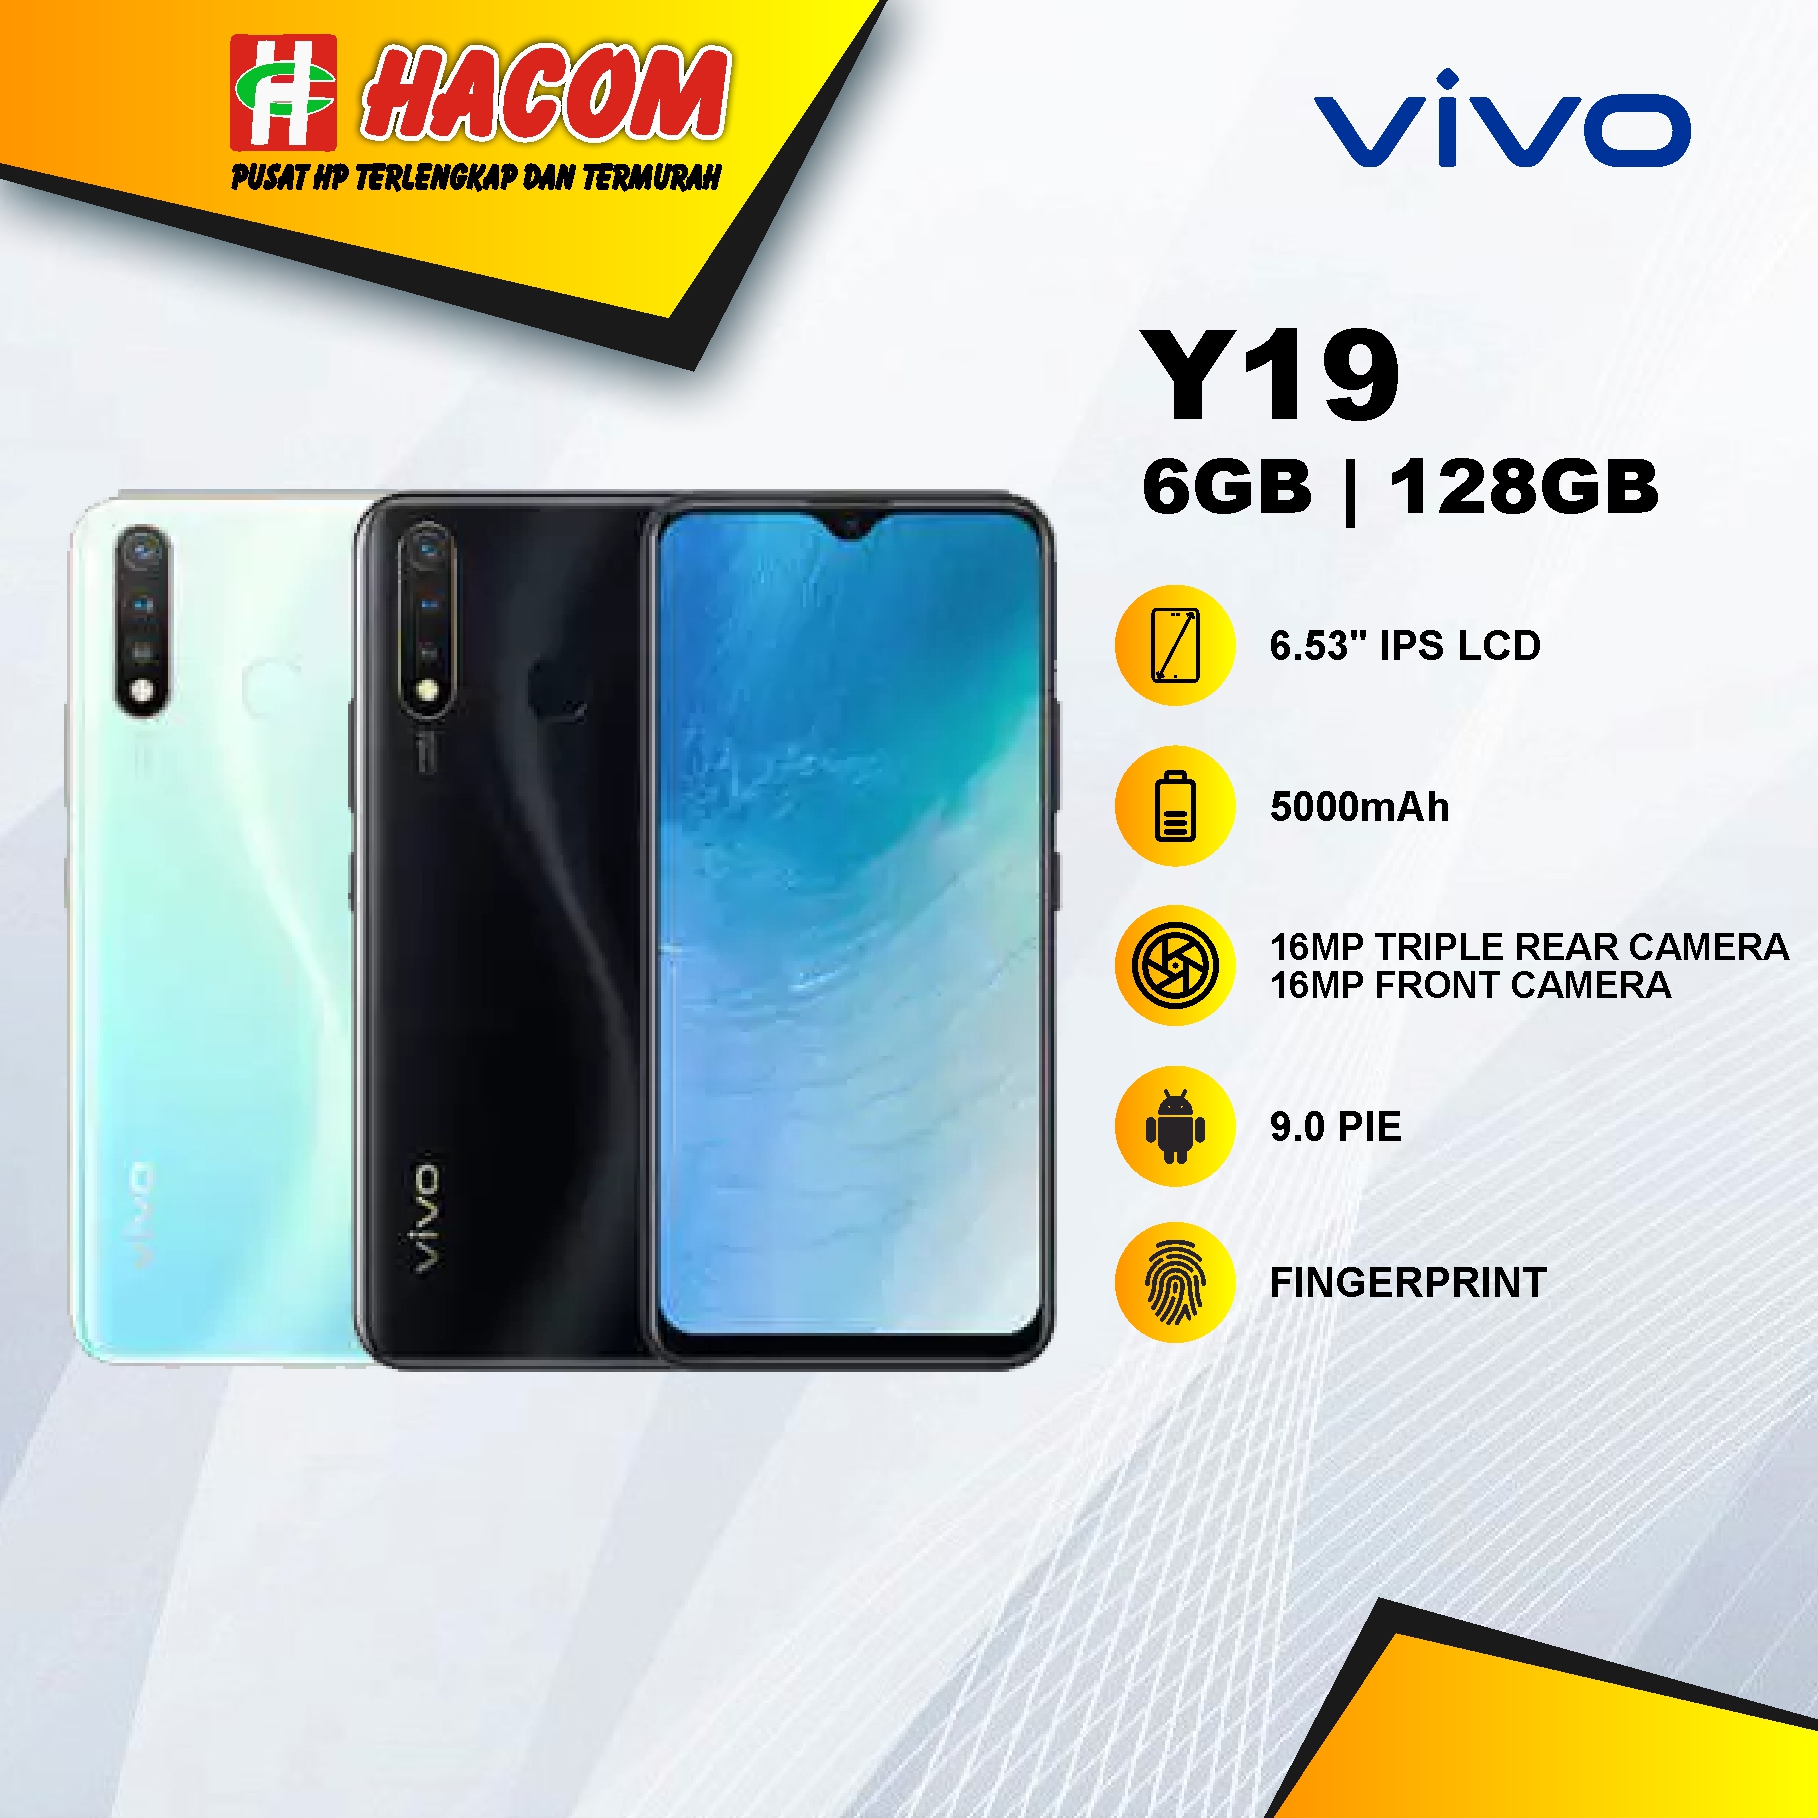 HACOM
PUSAT HP TERLENGKAP DAN TERMURAH
vivo
Y19
6GB | 128GB
6.53" IPS LCD
5000mAh
16MP TRIPLE REAR CAMERA
16MP FRONT CAMERA
9.0 PIE
FINGERPRINT
vivo
vivo